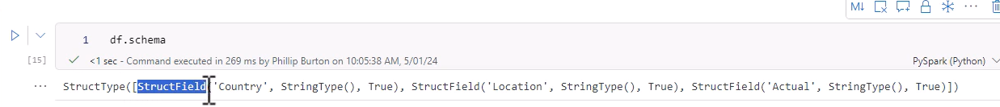 M↓
1 df.schema
[15]
<1 sec - Command executed in 269 ms by Phillip Burton on 10:05:38 AM, 5/01/24
PySpark (Python)
StructType([StructField('Country', StringType(), True), StructField('Location', StringType(), True), StructField('Actual', StringType(), True)])